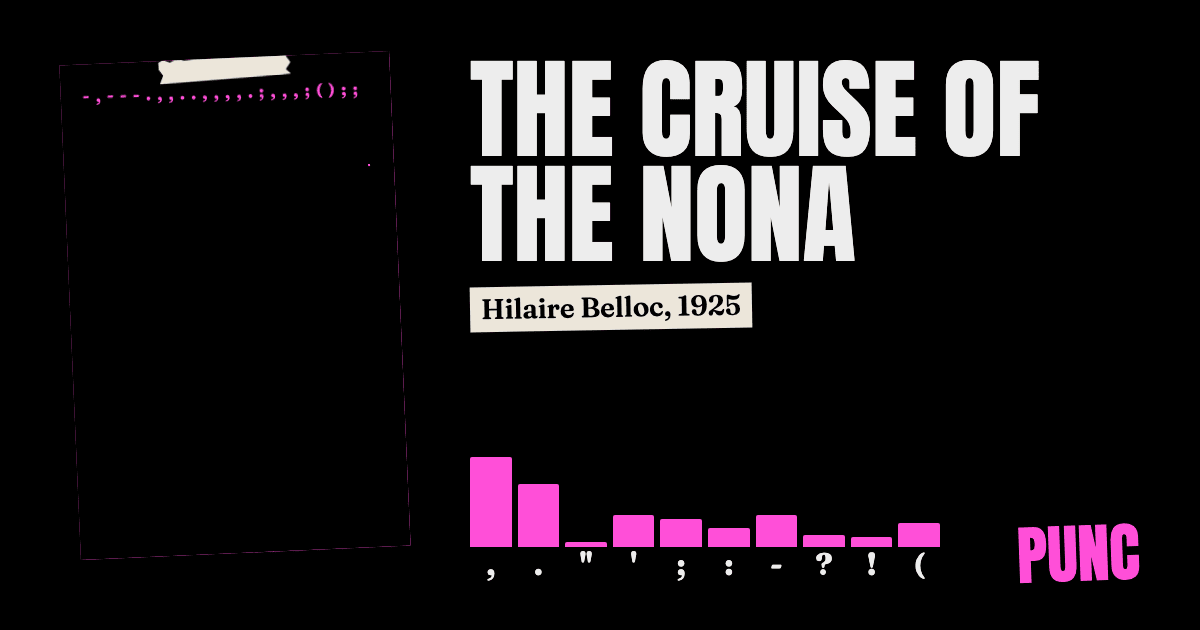 -,---.,,..,,,,.;,,,;();;
THE CRUISE OF
THE NONA
Hilaire Belloc, 1925
, . " ' ; : - ? ! (
PUNC